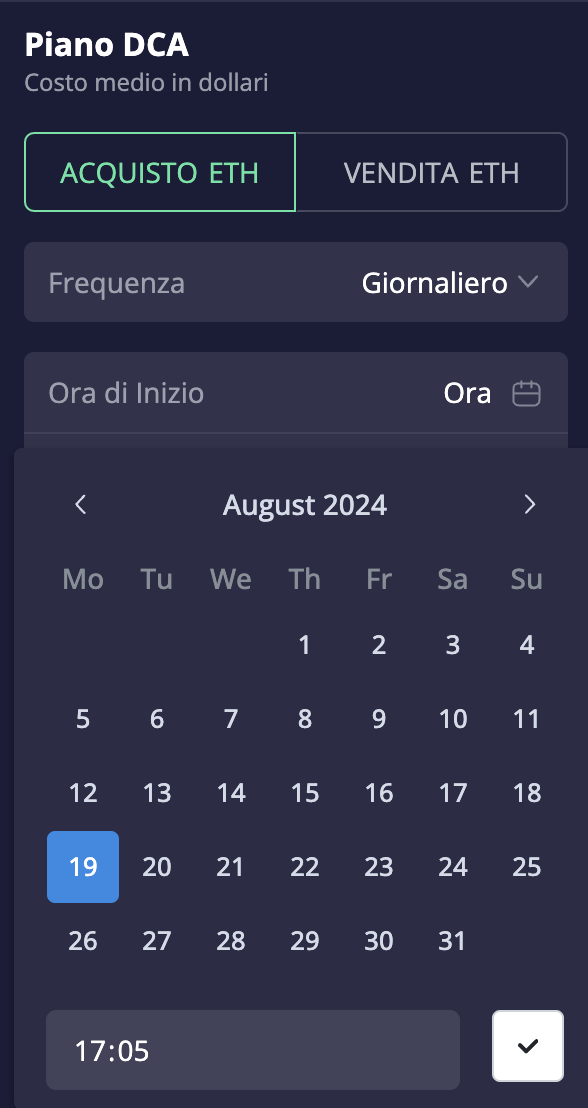 Piano DCA
Costo medio in dollari
ACQUISTO ETH VENDITA ETH
Frequenza Giornaliero
Ora di Inizio Ora
August 2024
Mo Tu We Th Fr Sa Su
1 2 3 4
5 6 7 8 9 10 11
12 13 14 15 16 17 18
19 20 21 22 23 24 25
26 27 28 29 30 31
17:05